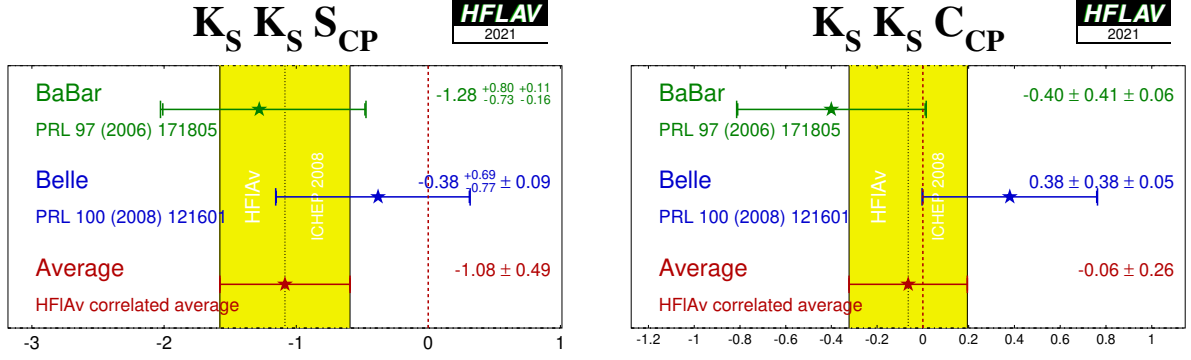 K_S K_S S_CP
HFLAV
2021
BaBar
-1.28 +0.80 -0.73 +0.11 -0.16
PRL 97 (2006) 171805
Belle
-0.38 +0.69 -0.77 ± 0.09
PRL 100 (2008) 121601
HFlAv
ICHEP 2008
Average
-1.08 ± 0.49
HFlAv correlated average
-3 -2 -1 0 1
K_S K_S C_CP
HFLAV
2021
BaBar
-0.40 ± 0.41 ± 0.06
PRL 97 (2006) 171805
Belle
0.38 ± 0.38 ± 0.05
PRL 100 (2008) 121601
HFlAv
ICHEP 2008
Average
-0.06 ± 0.26
HFlAv correlated average
-1.2 -1 -0.8 -0.6 -0.4 -0.2 0 0.2 0.4 0.6 0.8 1